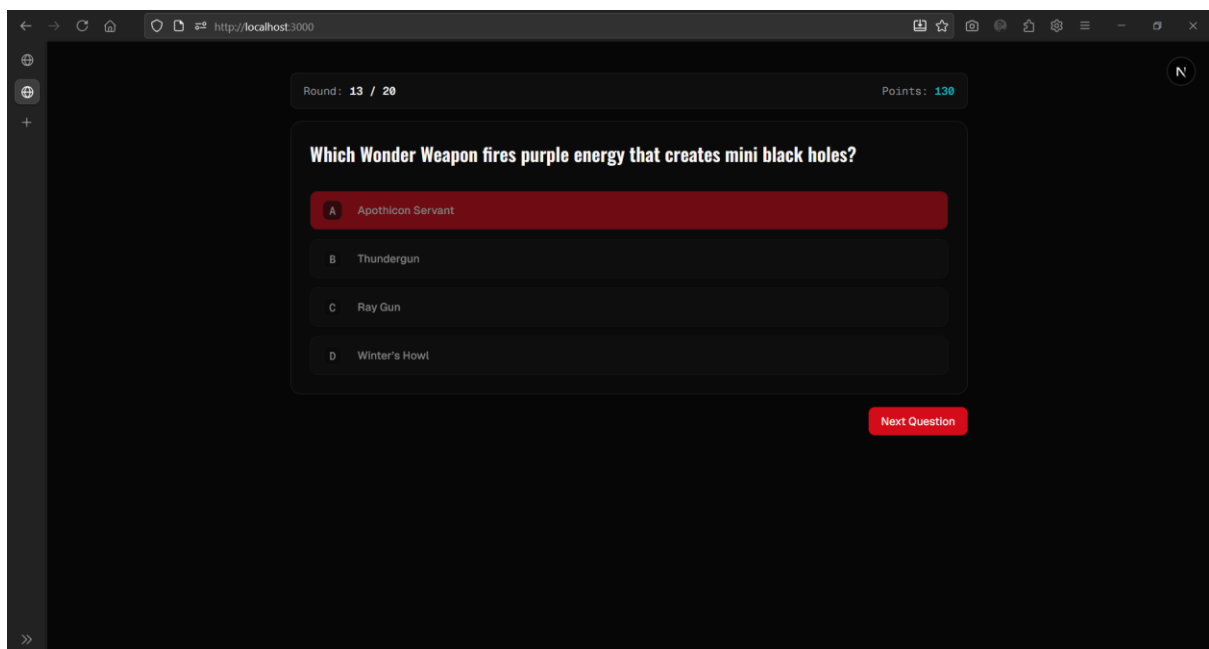 http://localhost:3000
N
Round: 13 / 20
Points: 130
Which Wonder Weapon fires purple energy that creates mini black holes?
A Apothicon Servant
B Thundergun
C Ray Gun
D Winter's Howl
Next Question